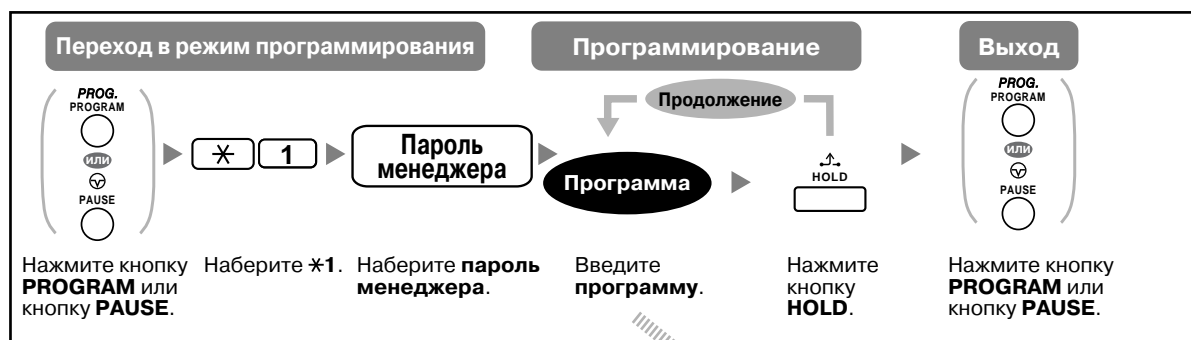 Переход в режим программирования
Программирование
Выход
PROG.
PROGRAM
или
PAUSE
✳ 1
Пароль
менеджера
Продолжение
Программа
HOLD
PROG.
PROGRAM
или
PAUSE
Нажмите кнопку
PROGRAM или
кнопку PAUSE.
Наберите ✳1.
Наберите пароль
менеджера.
Введите
программу.
Нажмите
кнопку
HOLD.
Нажмите кнопку
PROGRAM или
кнопку PAUSE.